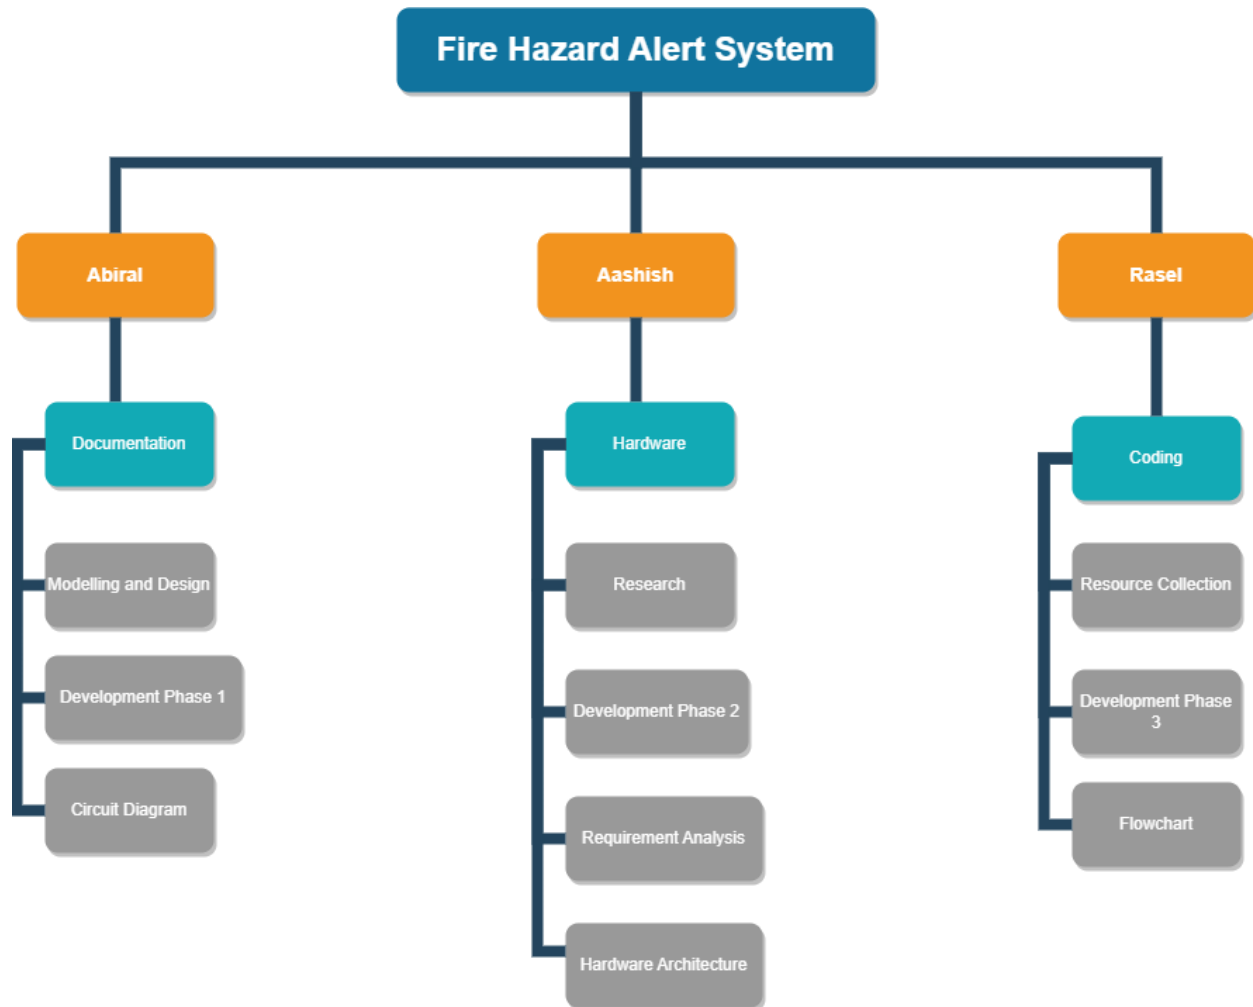 Fire Hazard Alert System
Abiral
Aashish
Rasel
Documentation
Hardware
Coding
Modelling and Design
Research
Resource Collection
Development Phase 1
Development Phase 2
Development Phase
3
Circuit Diagram
Requirement Analysis
Flowchart
Hardware Architecture